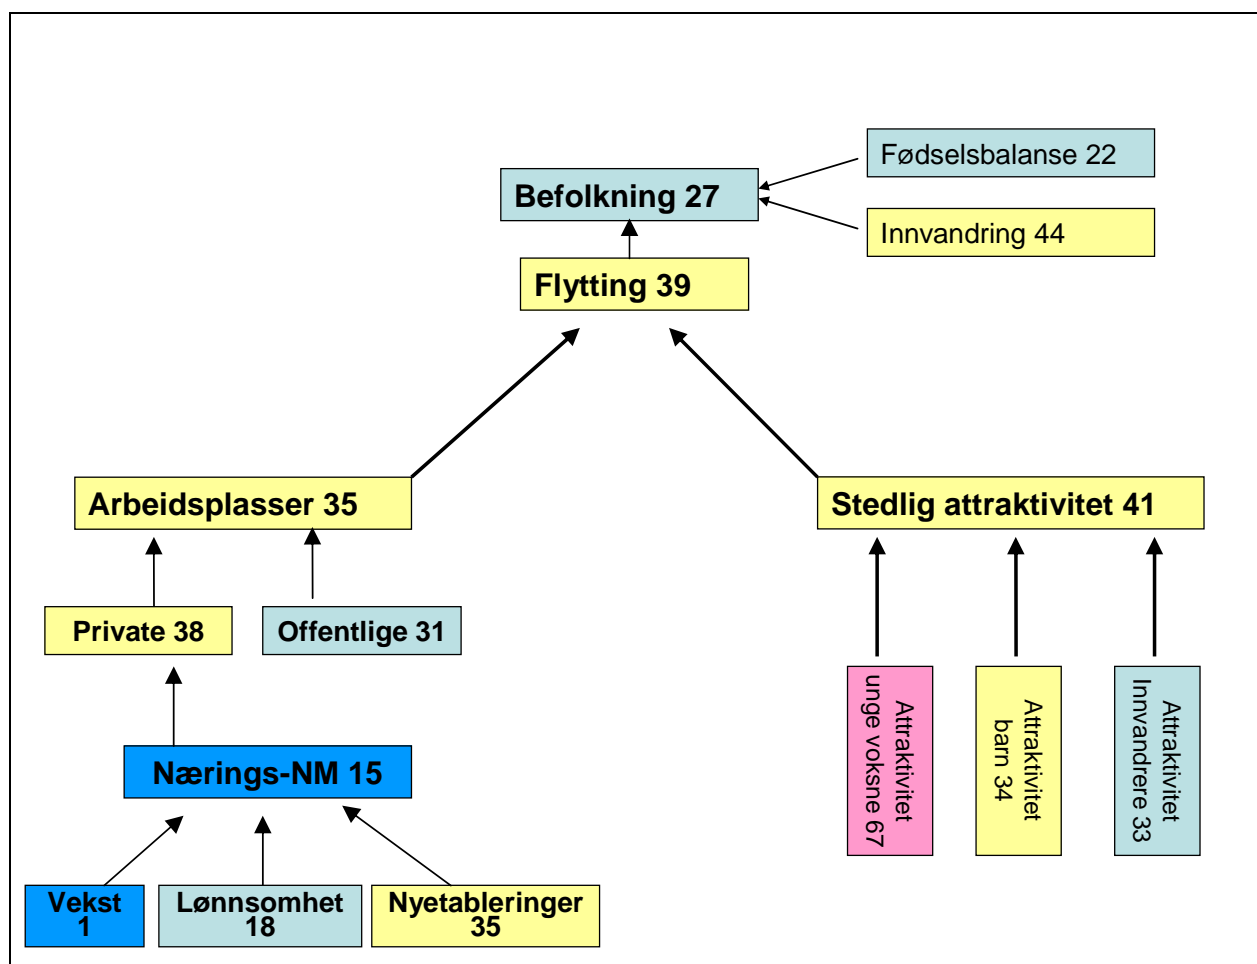 Fødselsbalanse 22
Befolkning 27
Innvandring 44
Flytting 39
Arbeidsplasser 35
Stedlig attraktivitet 41
Private 38
Offentlige 31
Attraktivitet
unge voksne 67
Attraktivitet
barn 34
Attraktivitet
Innvandrere 33
Nærings-NM 15
Vekst
1
Lønnsomhet
18
Nyetableringer
35